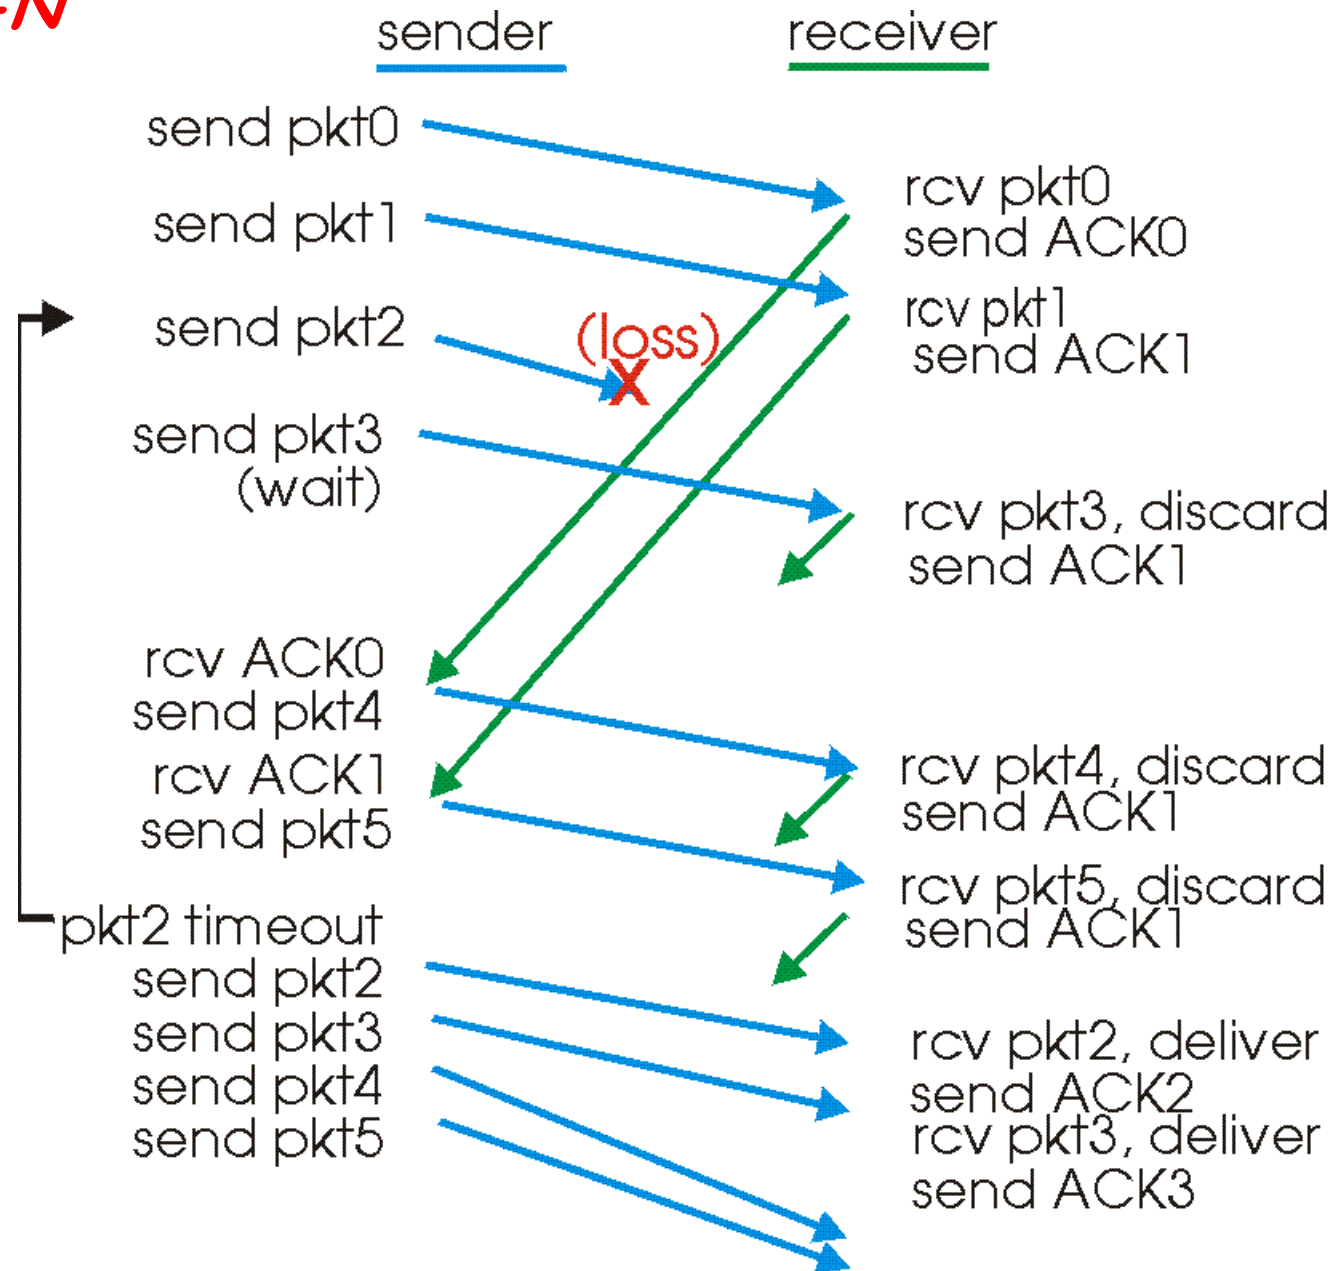 -N
sender
receiver
send pkt0
rcv pkt0
send ACK0
send pkt1
rcv pkt1
send ACK1
send pkt2
(loss)
X
send pkt3
(wait)
rcv pkt3, discard
send ACK1
rcv ACK0
send pkt4
rcv ACK1
send pkt5
rcv pkt4, discard
send ACK1
rcv pkt5, discard
send ACK1
pkt2 timeout
send pkt2
send pkt3
send pkt4
send pkt5
rcv pkt2, deliver
send ACK2
rcv pkt3, deliver
send ACK3